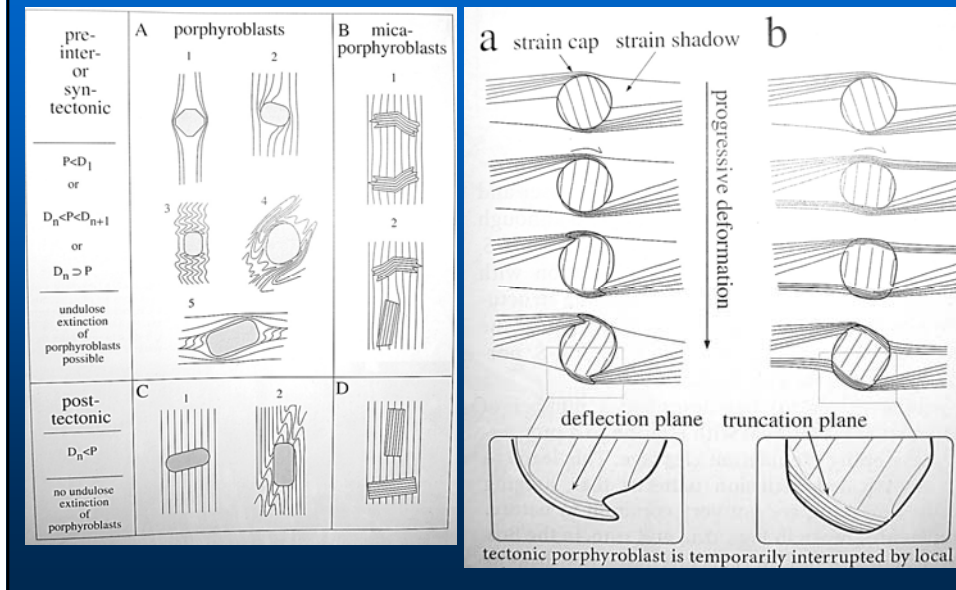 pre-
inter-
or
syn-
tectonic
P<D1
or
Dn<P<Dn+1
or
Dn ⊃ P
undulose
extinction
of
porphyroblasts
possible
A porphyroblasts
1 2
3 4
5
B mica-
porphyroblasts
1
2
post-
tectonic
Dn<P
no undulose
extinction
of
porphyroblasts
C 1 2
D
a strain cap strain shadow b
progressive deformation
deflection plane truncation plane
tectonic porphyroblast is temporarily interrupted by local